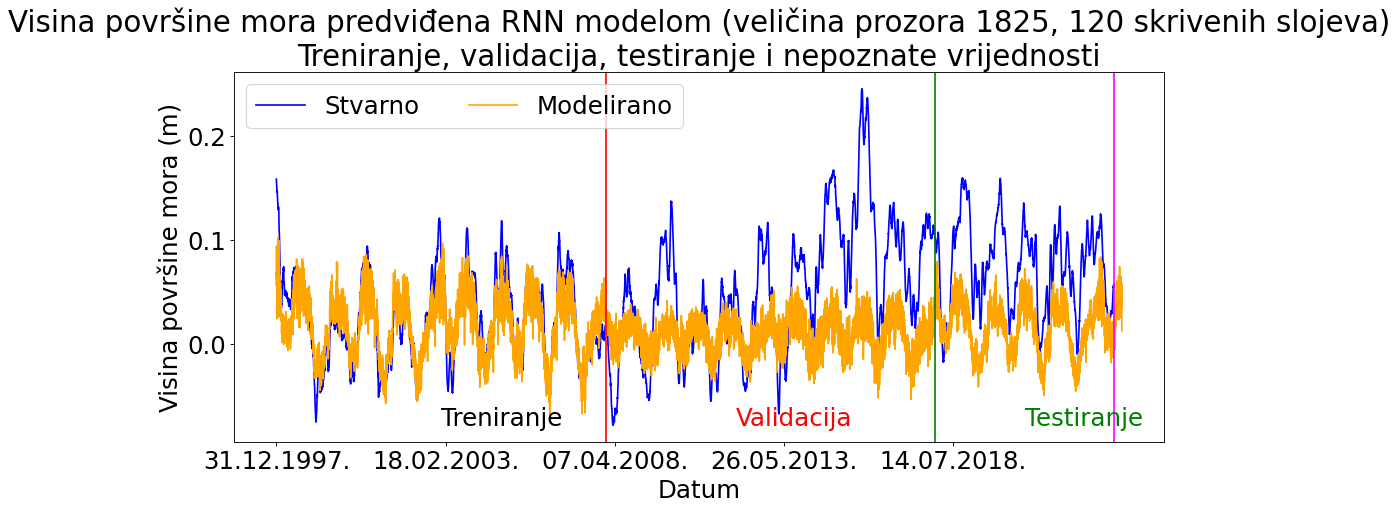 Visina površine mora predviđena RNN modelom (veličina prozora 1825, 120 skrivenih slojeva)
Treniranje, validacija, testiranje i nepoznate vrijednosti
Stvarno
Modelirano
Visina površine mora (m)
0.2
0.1
0.0
Treniranje
Validacija
Testiranje
31.12.1997.
18.02.2003.
07.04.2008.
26.05.2013.
14.07.2018.
Datum